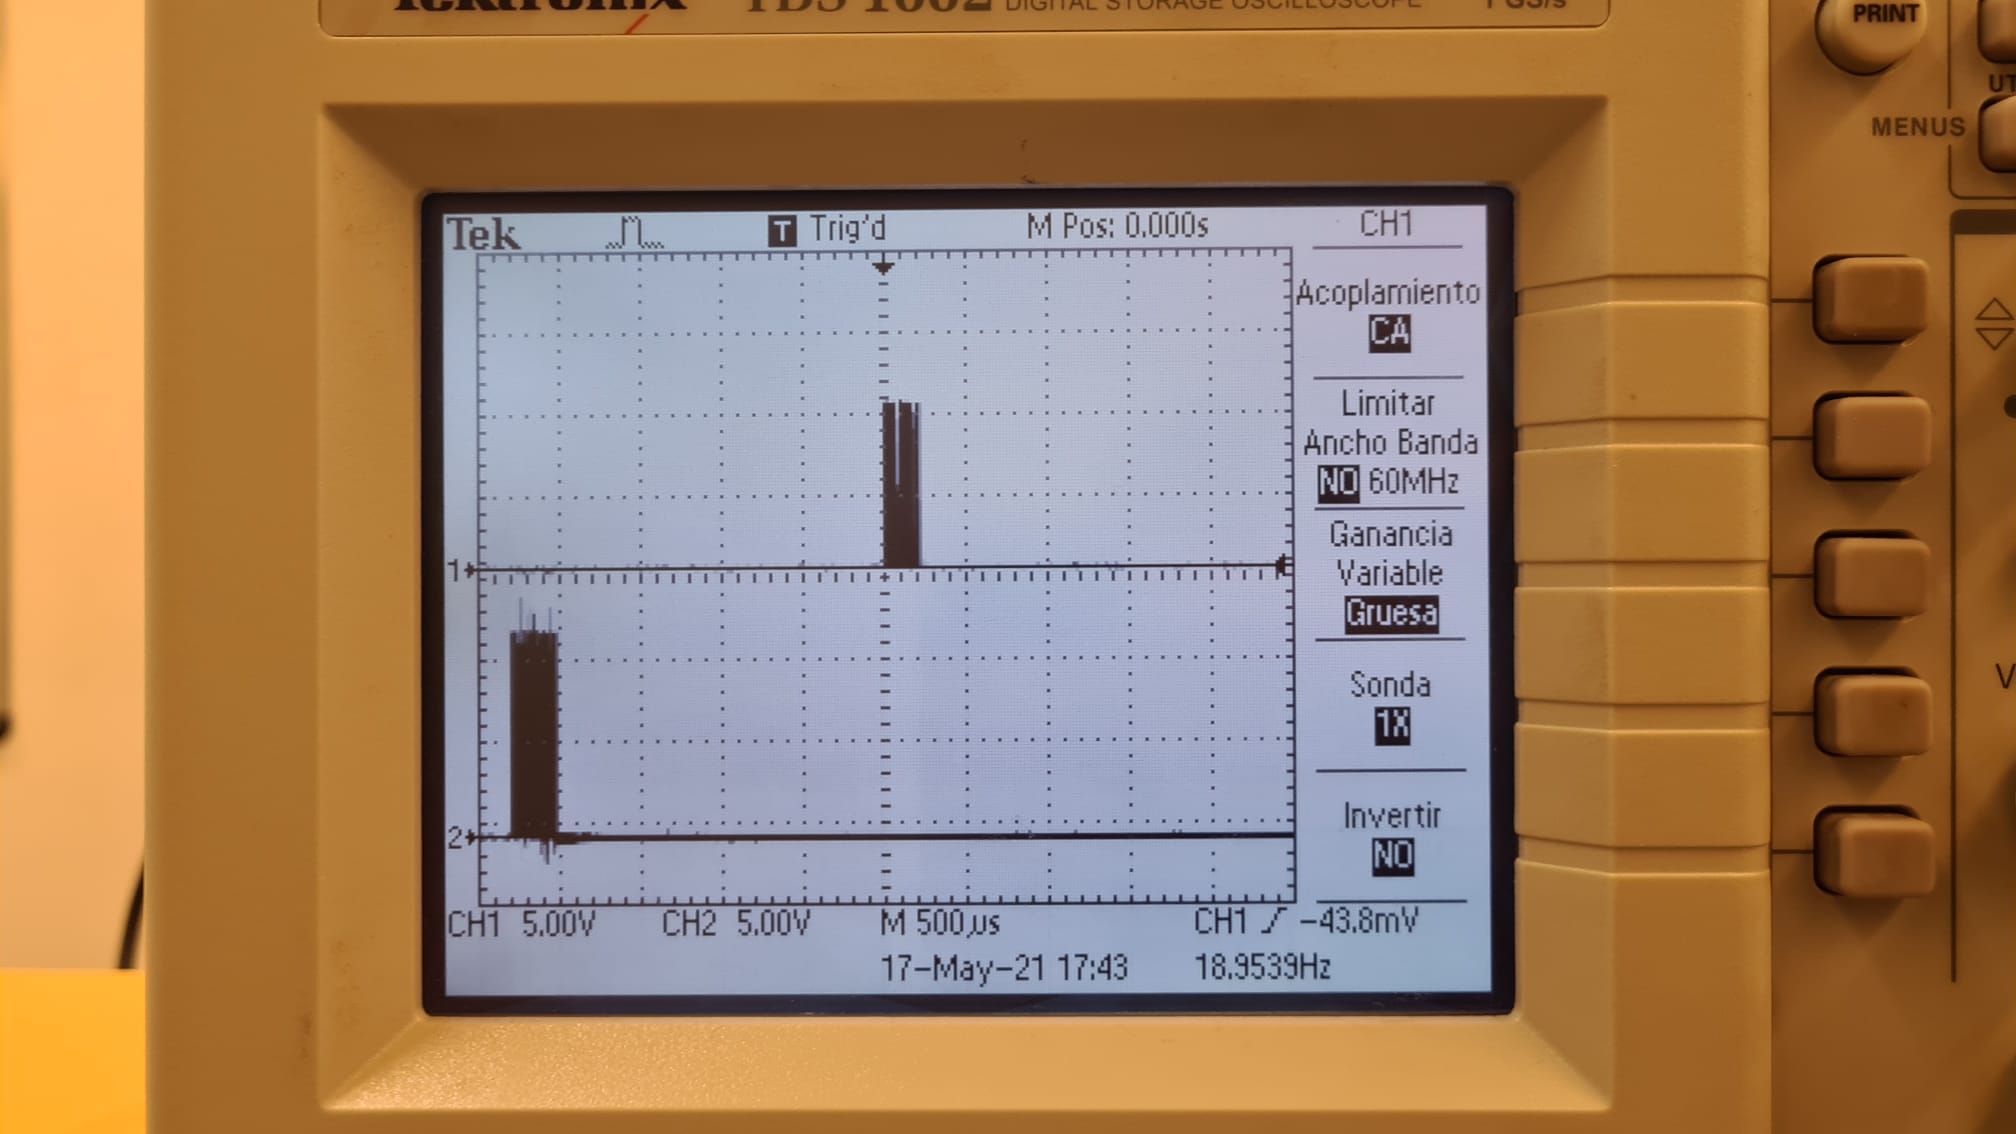 Tektronix TDS 1002 DIGITAL STORAGE OSCILLOSCOPE 1 GS/s
PRINT
MENUS
Tek T Trig'd M Pos: 0.000s CH1
Acoplamiento
CA
Limitar
Ancho Banda
NO 60MHz
Ganancia
Variable
Gruesa
Sonda
1X
Invertir
NO
1
2
CH1 5.00V CH2 5.00V M 500µs CH1 -43.8mV
17-May-21 17:43 18.9539Hz